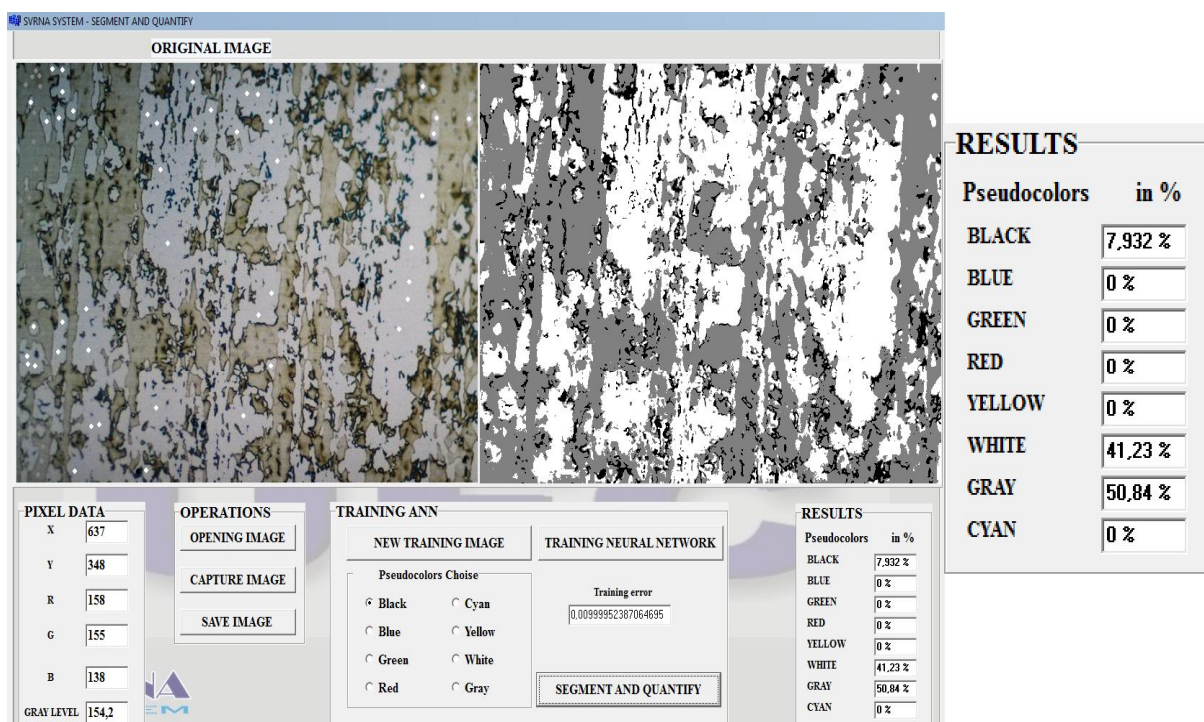 SVRNA SYSTEM - SEGMENT AND QUANTIFY
ORIGINAL IMAGE
RESULTS
Pseudocolors in %
BLACK 7,932 %
BLUE 0 %
GREEN 0 %
RED 0 %
YELLOW 0 %
WHITE 41,23 %
GRAY 50,84 %
CYAN 0 %
PIXEL DATA
X 637
Y 348
R 158
G 155
B 138
GRAY LEVEL 154,2
OPERATIONS
OPENING IMAGE
CAPTURE IMAGE
SAVE IMAGE
TRAINING ANN
NEW TRAINING IMAGE
TRAINING NEURAL NETWORK
Pseudocolors Choise
Black Cyan
Blue Yellow
Green White
Red Gray
Training error
0,00999952387064695
SEGMENT AND QUANTIFY
RESULTS
Pseudocolors in %
BLACK 7,932 %
BLUE 0 %
GREEN 0 %
RED 0 %
YELLOW 0 %
WHITE 41,23 %
GRAY 50,84 %
CYAN 0 %